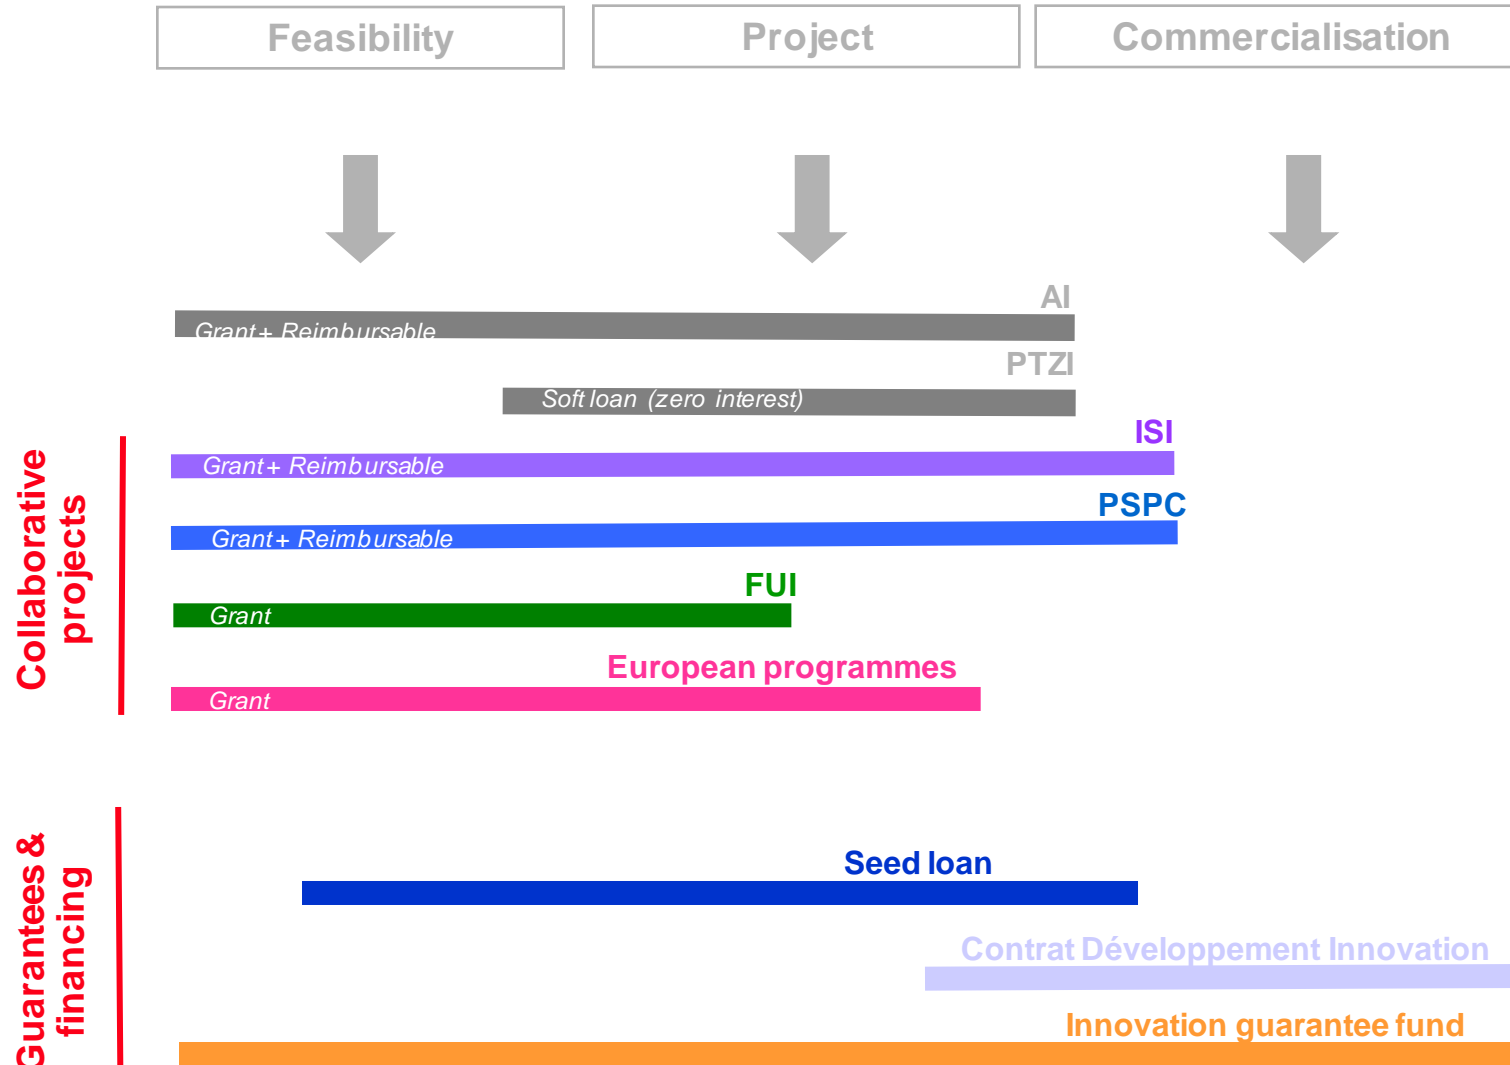 Feasibility
Project
Commercialisation
AI
Grant + Reimbursable
PTZI
Soft loan (zero interest)
Collaborative
projects
ISI
Grant + Reimbursable
PSPC
Grant + Reimbursable
FUI
Grant
European programmes
Grant
Guarantees &
financing
Seed loan
Contrat Développement Innovation
Innovation guarantee fund